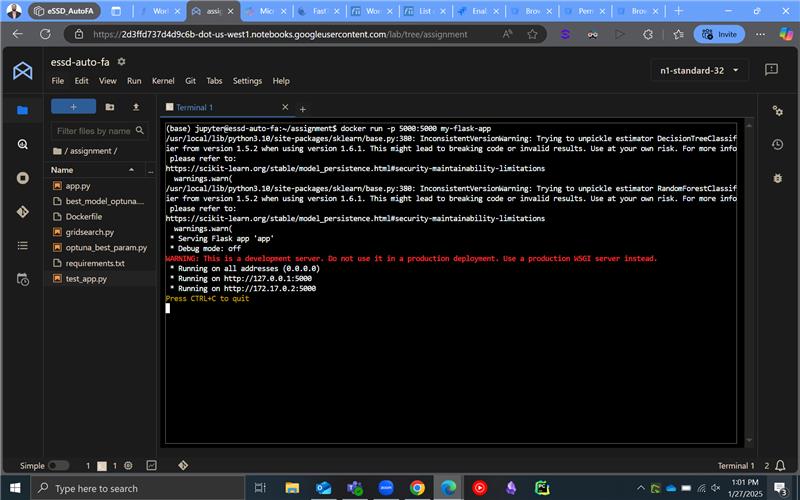 eSSD_AutoFA
Work
assig
Micro
FastT
Wor
List
Enab
Brow
Perm
Brow
https://2d3ffd737d4d9c6b-dot-us-west1.notebooks.googleusercontent.com/lab/tree/assignment
Invite
essd-auto-fa
n1-standard-32
File Edit View Run Kernel Git Tabs Settings Help
Terminal 1
Filter files by name
/ assignment /
Name
app.py
best_model_optuna....
Dockerfile
gridsearch.py
optuna_best_param.py
requirements.txt
test_app.py
(base) jupyter@essd-auto-fa:~/assignment$ docker run -p 5000:5000 my-flask-app
/usr/local/lib/python3.10/site-packages/sklearn/base.py:380: InconsistentVersionWarning: Trying to unpickle estimator DecisionTreeClassif
ier from version 1.5.2 when using version 1.6.1. This might lead to breaking code or invalid results. Use at your own risk. For more info
please refer to:
https://scikit-learn.org/stable/model_persistence.html#security-maintainability-limitations
warnings.warn(
/usr/local/lib/python3.10/site-packages/sklearn/base.py:380: InconsistentVersionWarning: Trying to unpickle estimator RandomForestClassif
ier from version 1.5.2 when using version 1.6.1. This might lead to breaking code or invalid results. Use at your own risk. For more info
please refer to:
https://scikit-learn.org/stable/model_persistence.html#security-maintainability-limitations
warnings.warn(
* Serving Flask app 'app'
* Debug mode: off
WARNING: This is a development server. Do not use it in a production deployment. Use a production WSGI server instead.
* Running on all addresses (0.0.0.0)
* Running on http://127.0.0.1:5000
* Running on http://172.17.0.2:5000
Press CTRL+C to quit
Simple
1
1
Terminal 1
2
Type here to search
1:01 PM
1/27/2025
3